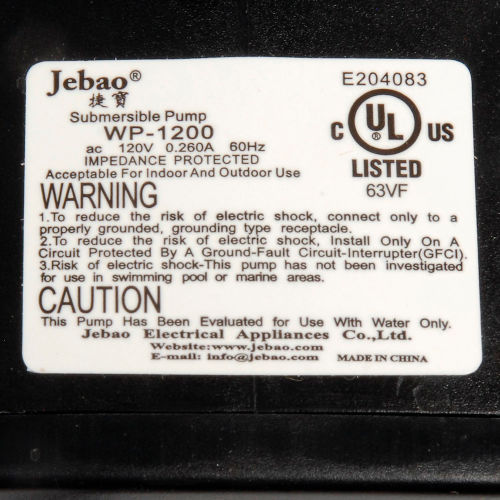 Jebao®
捷寶
Submersible Pump
WP-1200
ac 120V 0.260A 60Hz
IMPEDANCE PROTECTED
Acceptable For Indoor And Outdoor Use
E204083
C UL® US
LISTED
63VF
WARNING
1.To reduce the risk of electric shock, connect only to a
properly grounded, grounding type receptacle.
2.To reduce the risk of electric shock, Install Only On A
Circuit Protected By A Ground-Fault Circuit-Interrupter(GFCI).
3.Risk of electric shock-This pump has not been investigated
for use in swimming pool or marine areas.
CAUTION
This Pump Has Been Evaluated for Use With Water Only.
Jebao Electrical Appliances Co.,Ltd.
Website:www.jebao.com
E-mail: info@jebao.com MADE IN CHINA